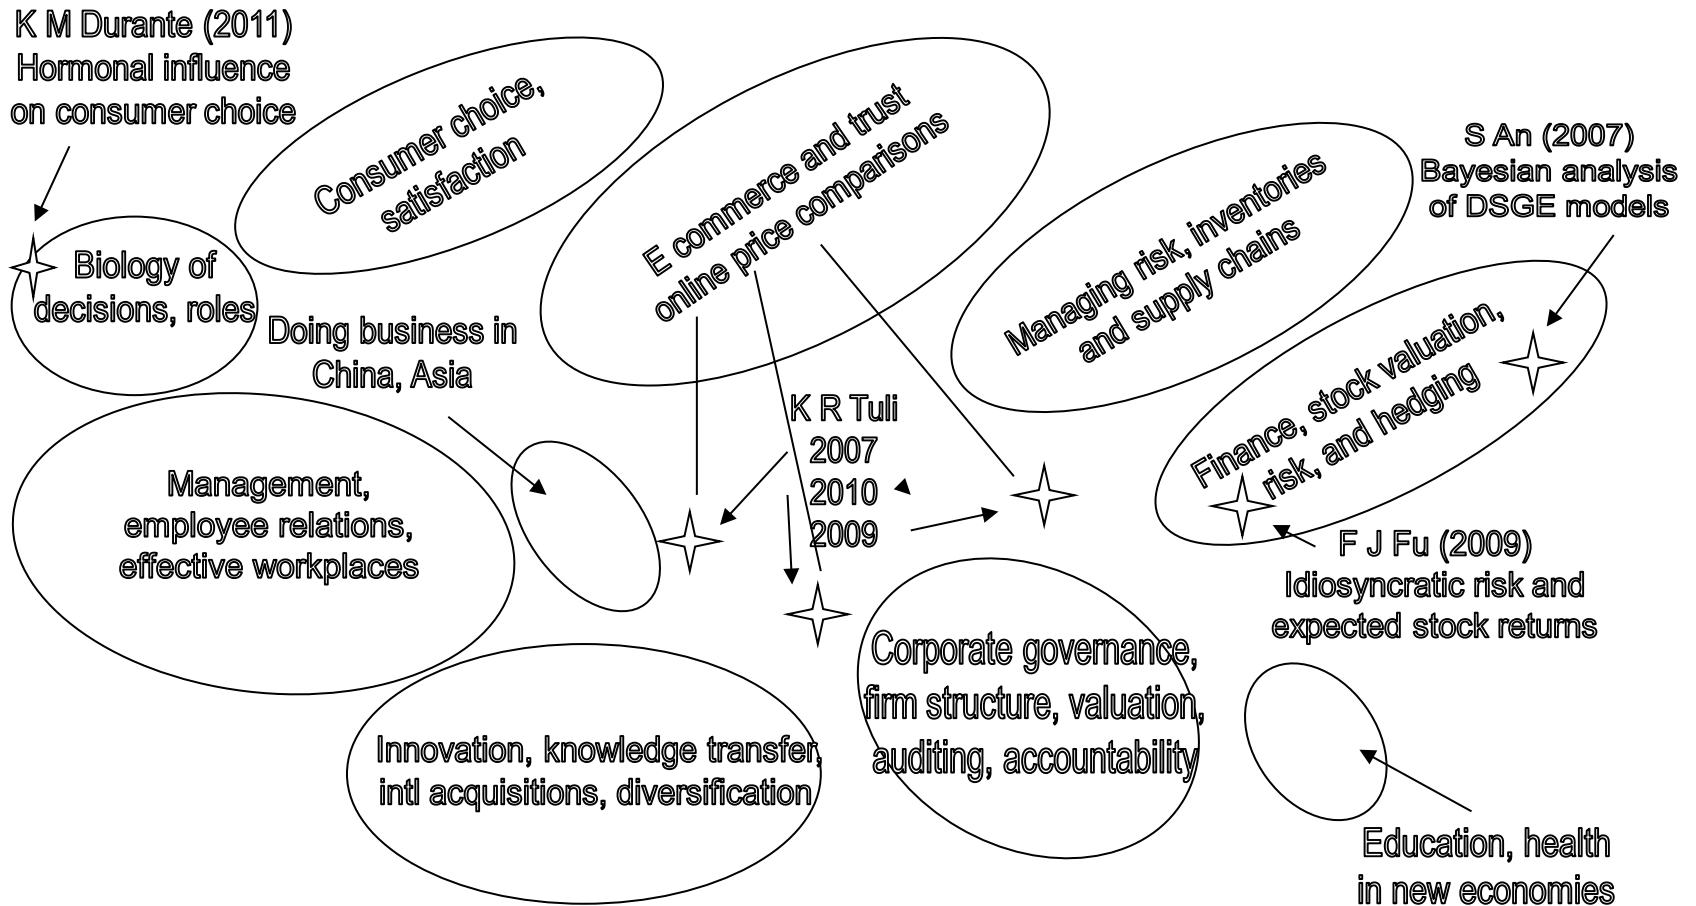 K M Durante (2011)
Hormonal influence
on consumer choice
Consumer choice,
satisfaction
E commerce and trust
online price comparisons
Managing risk, inventories
and supply chains
S An (2007)
Bayesian analysis
of DSGE models
Biology of
decisions, roles
Doing business in
China, Asia
Finance, stock valuation,
risk, and hedging
K R Tuli
2007
2010
2009
Management,
employee relations,
effective workplaces
F J Fu (2009)
Idiosyncratic risk and
expected stock returns
Corporate governance,
firm structure, valuation,
auditing, accountability
Innovation, knowledge transfer,
intl acquisitions, diversification
Education, health
in new economies